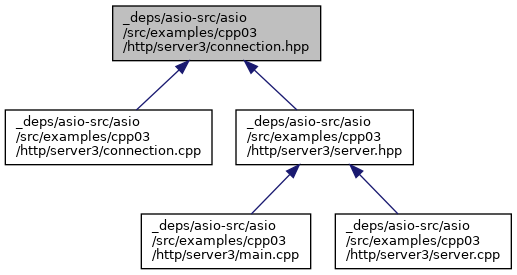 _deps/asio-src/asio
/src/examples/cpp03
/http/server3/connection.hpp
_deps/asio-src/asio
/src/examples/cpp03
/http/server3/connection.cpp
_deps/asio-src/asio
/src/examples/cpp03
/http/server3/server.hpp
_deps/asio-src/asio
/src/examples/cpp03
/http/server3/main.cpp
_deps/asio-src/asio
/src/examples/cpp03
/http/server3/server.cpp